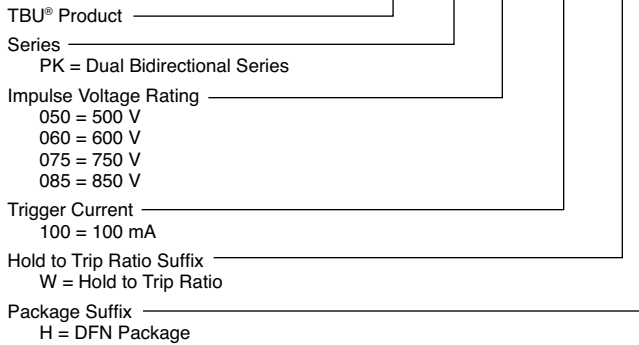 TBU® Product
Series
PK = Dual Bidirectional Series
Impulse Voltage Rating
050 = 500 V
060 = 600 V
075 = 750 V
085 = 850 V
Trigger Current
100 = 100 mA
Hold to Trip Ratio Suffix
W = Hold to Trip Ratio
Package Suffix
H = DFN Package